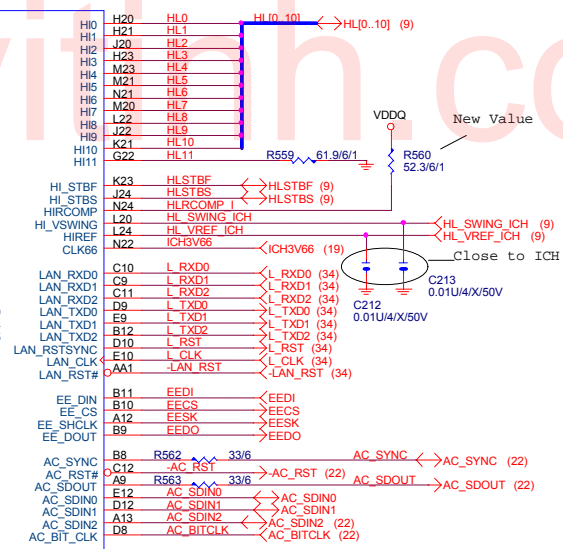 HI0 H20 HL0 HL[0..10] HL[0..10] (9)
HI1 H21 HL1
HI2 J20 HL2
HI3 H23 HL3
HI4 M23 HL4
HI5 M21 HL5
HI6 N21 HL6
HI7 M20 HL7
HI8 L22 HL8
HI9 J22 HL9
HI10 K21 HL10
HI11 G22 HL11 R559 61.9/6/1
VDDQ New Value
R560
52.3/6/1
HI_STBF K23 HLSTBF HLSTBF (9)
HI_STBS J24 HLSTBS HLSTBS (9)
HIRCOMP N24 HLRCOMP_I
HI_VSWING L20 HL_SWING_ICH HL_SWING_ICH (9)
HIREF L24 HL_VREF_ICH HL_VREF_ICH (9)
CLK66 N22 ICH3V66 ICH3V66 (19)
Close to ICH
C213
0.01U/4/X/50V
C212
0.01U/4/X/50V
LAN_RXD0 C10 L_RXD0 L_RXD0 (34)
LAN_RXD1 C9 L_RXD1 L_RXD1 (34)
LAN_RXD2 C11 L_RXD2 L_RXD2 (34)
LAN_TXD0 D9 L_TXD0 L_TXD0 (34)
LAN_TXD1 E9 L_TXD1 L_TXD1 (34)
LAN_TXD2 B12 L_TXD2 L_TXD2 (34)
LAN_RSTSYNC D10 L_RST L_RST (34)
LAN_CLK E10 L_CLK L_CLK (34)
LAN_RST# AA1 -LAN_RST -LAN_RST (34)
EE_DIN B11 EEDI EEDI
EE_CS B10 EECS EECS
EE_SHCLK A12 EESK EESK
EE_DOUT B9 EEDO EEDO
AC_SYNC B8 R562 33/6 AC_SYNC AC_SYNC (22)
AC_RST# C12 -AC_RST -AC_RST (22)
AC_SDOUT A9 R563 33/6 AC_SDOUT AC_SDOUT (22)
AC_SDIN0 E12 AC_SDIN0 AC_SDIN0
AC_SDIN1 D12 AC_SDIN1 AC_SDIN1
AC_SDIN2 A13 AC_SDIN2 AC_SDIN2 (22)
AC_BIT_CLK D8 AC_BITCLK AC_BITCLK (22)